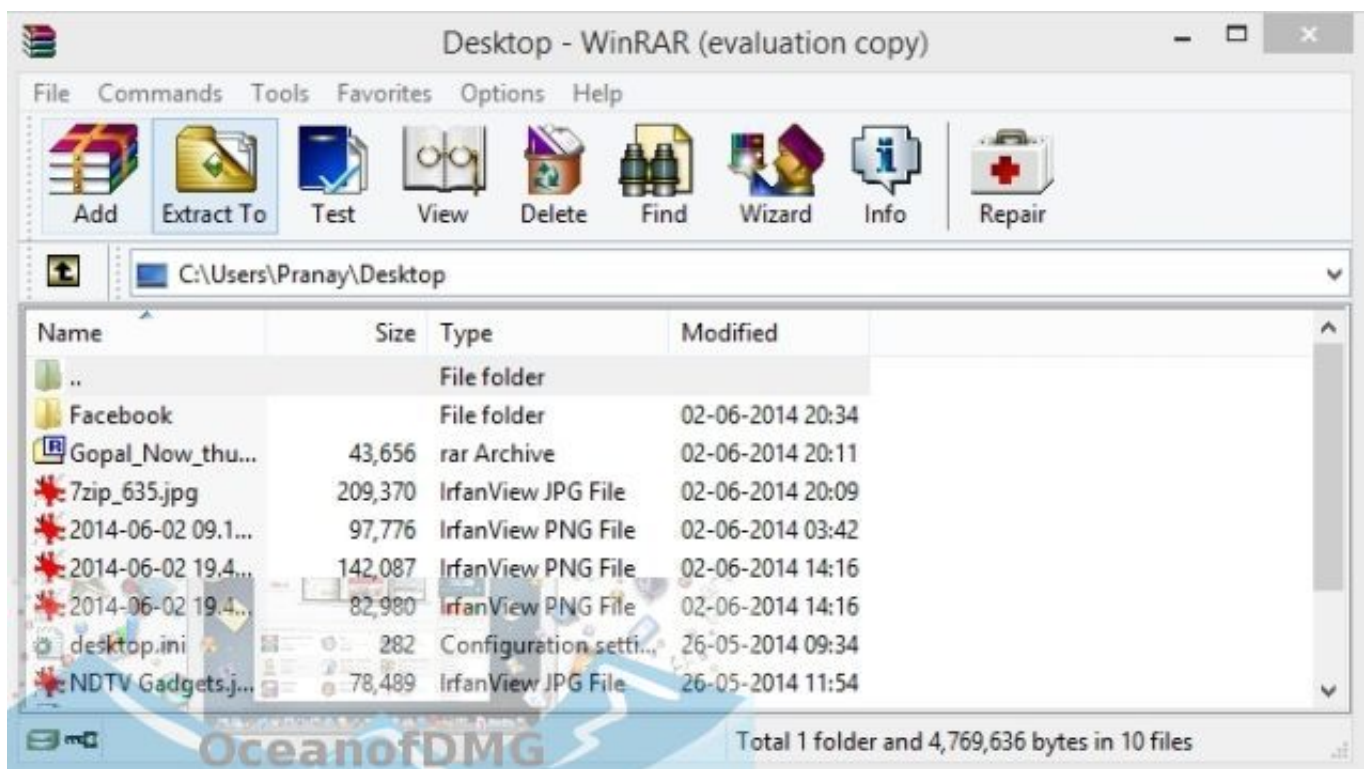 Desktop - WinRAR (evaluation copy)
File Commands Tools Favorites Options Help
Add Extract To Test View Delete Find Wizard Info Repair
C:\Users\Pranay\Desktop
Name Size Type Modified
.. File folder
Facebook File folder 02-06-2014 20:34
Gopal_Now_thu... 43,656 rar Archive 02-06-2014 20:11
7zip_635.jpg 209,370 IrfanView JPG File 02-06-2014 20:09
2014-06-02 09.1... 97,776 IrfanView PNG File 02-06-2014 03:42
2014-06-02 19.4... 142,087 IrfanView PNG File 02-06-2014 14:16
2014-06-02 19.4... 82,980 IrfanView PNG File 02-06-2014 14:16
desktop.ini 282 Configuration setti... 26-05-2014 09:34
NDTV Gadgets.j... 78,489 IrfanView JPG File 26-05-2014 11:54
OceanofDMG
Total 1 folder and 4,769,636 bytes in 10 files